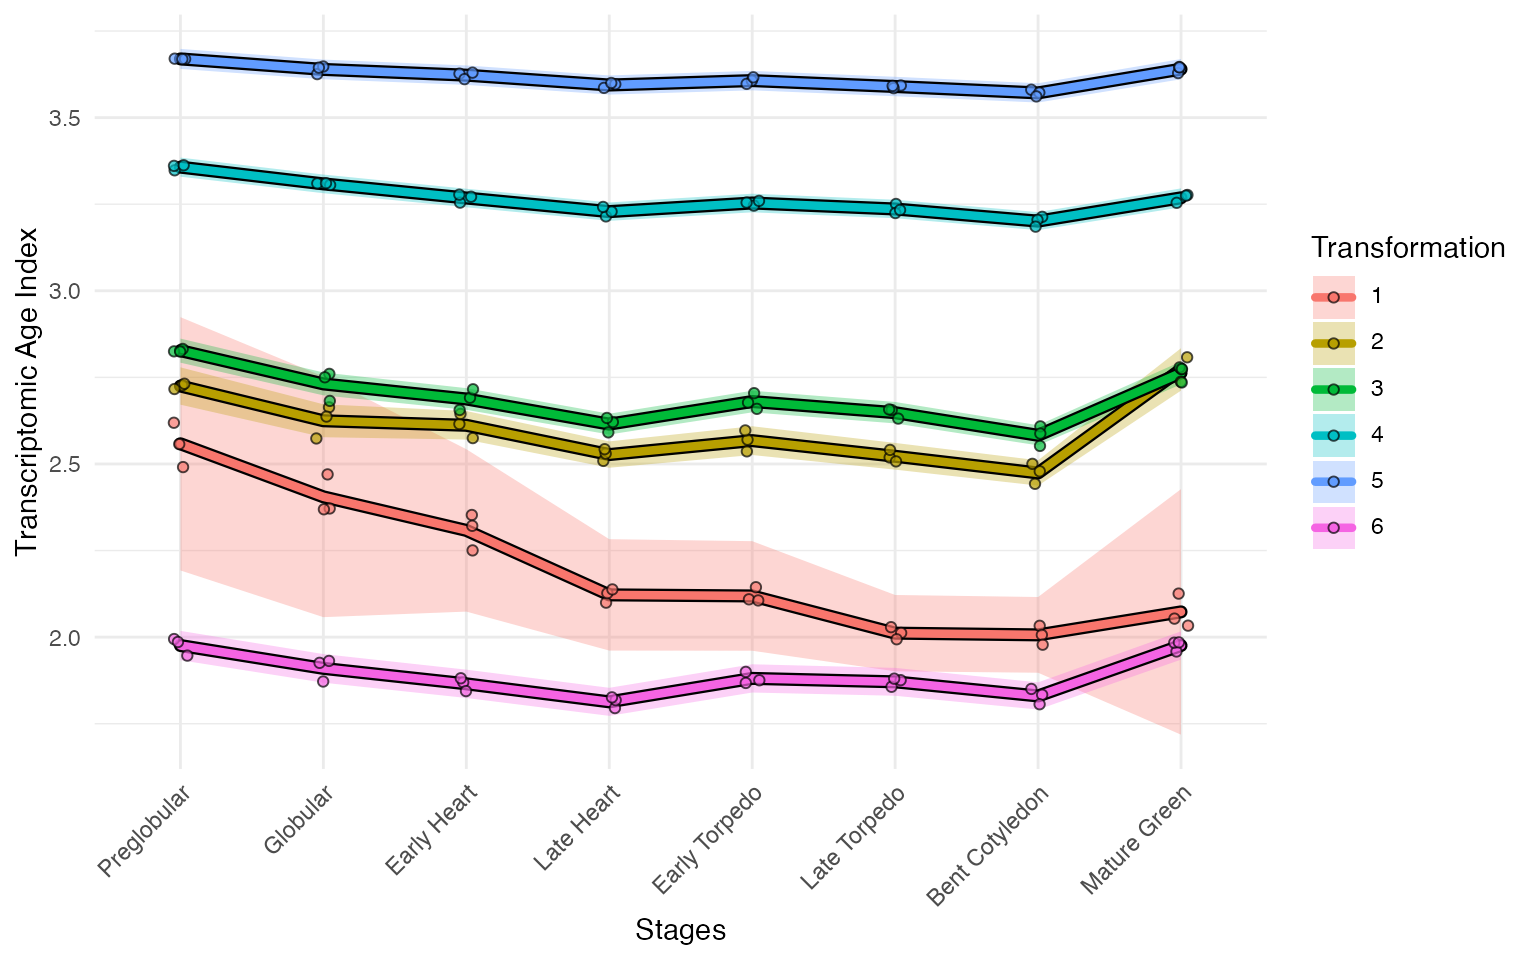 Transcriptomic Age Index
3.5
3.0
2.5
2.0
Preglobular
Globular
Early Heart
Late Heart
Early Torpedo
Late Torpedo
Bent Cotyledon
Mature Green
Stages
Transformation
1
2
3
4
5
6